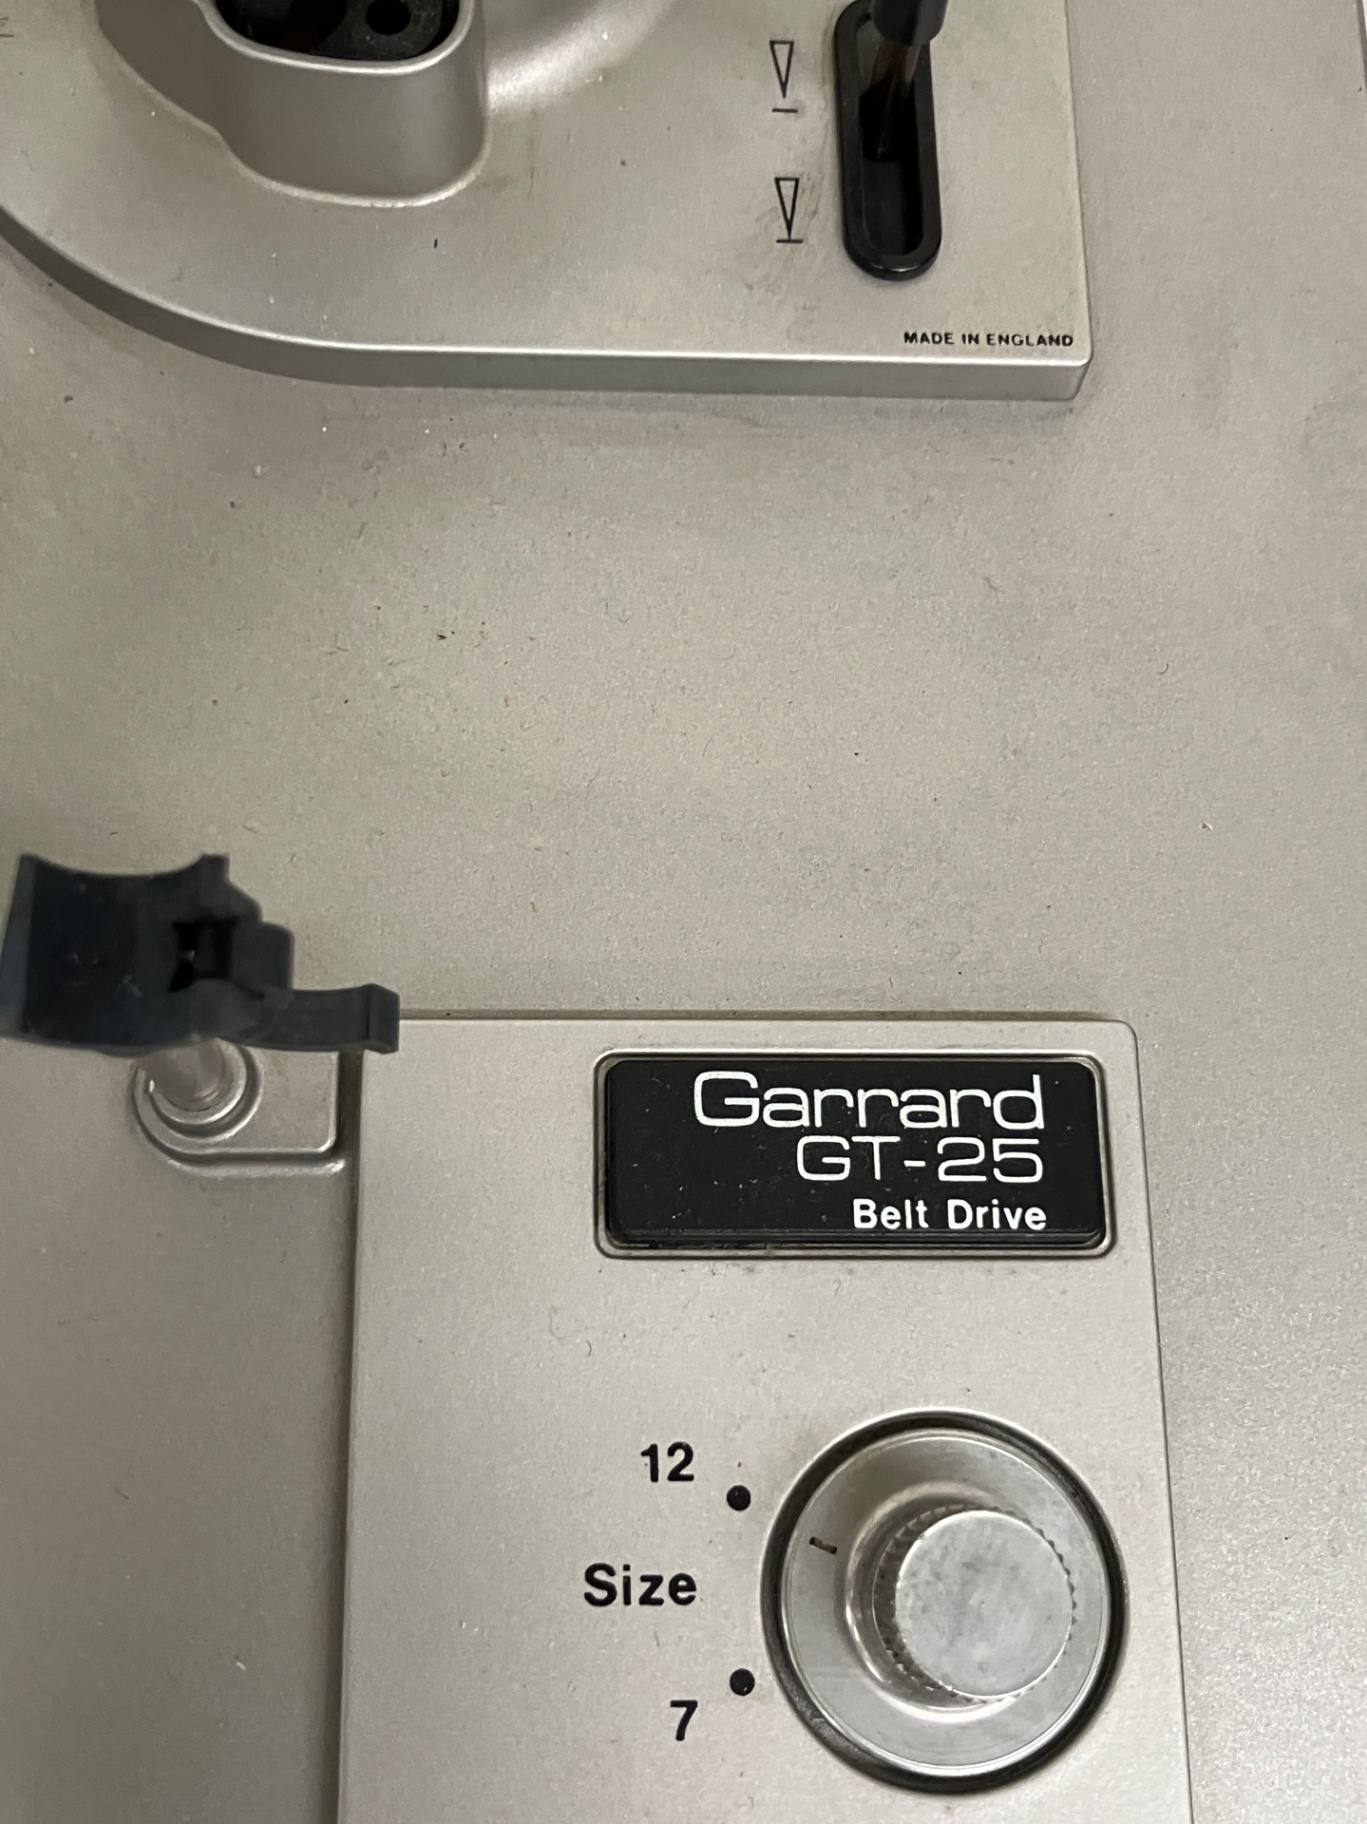 MADE IN ENGLAND
Garrard
GT-25
Belt Drive
12
Size
7